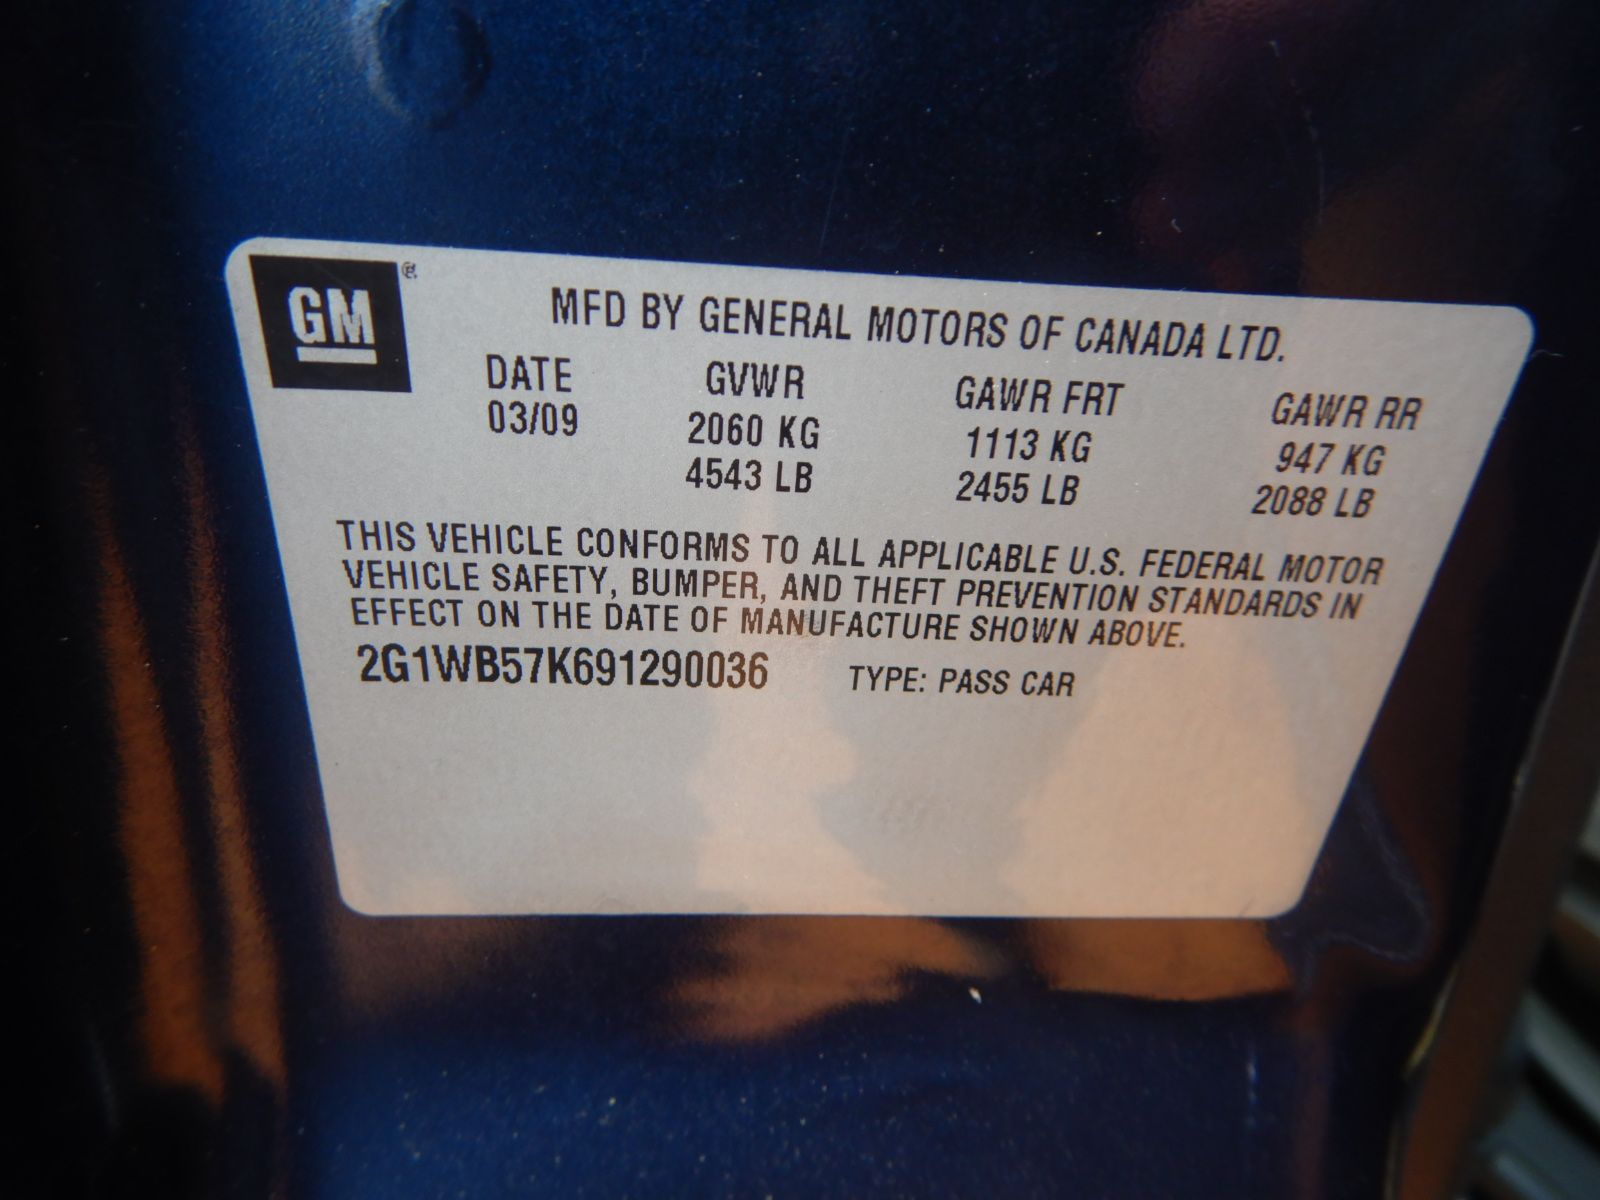 GM ®
MFD BY GENERAL MOTORS OF CANADA LTD.
DATE GVWR GAWR FRT GAWR RR
03/09 2060 KG 1113 KG 947 KG
4543 LB 2455 LB 2088 LB
THIS VEHICLE CONFORMS TO ALL APPLICABLE U.S. FEDERAL MOTOR
VEHICLE SAFETY, BUMPER, AND THEFT PREVENTION STANDARDS IN
EFFECT ON THE DATE OF MANUFACTURE SHOWN ABOVE.
2G1WB57K691290036 TYPE: PASS CAR